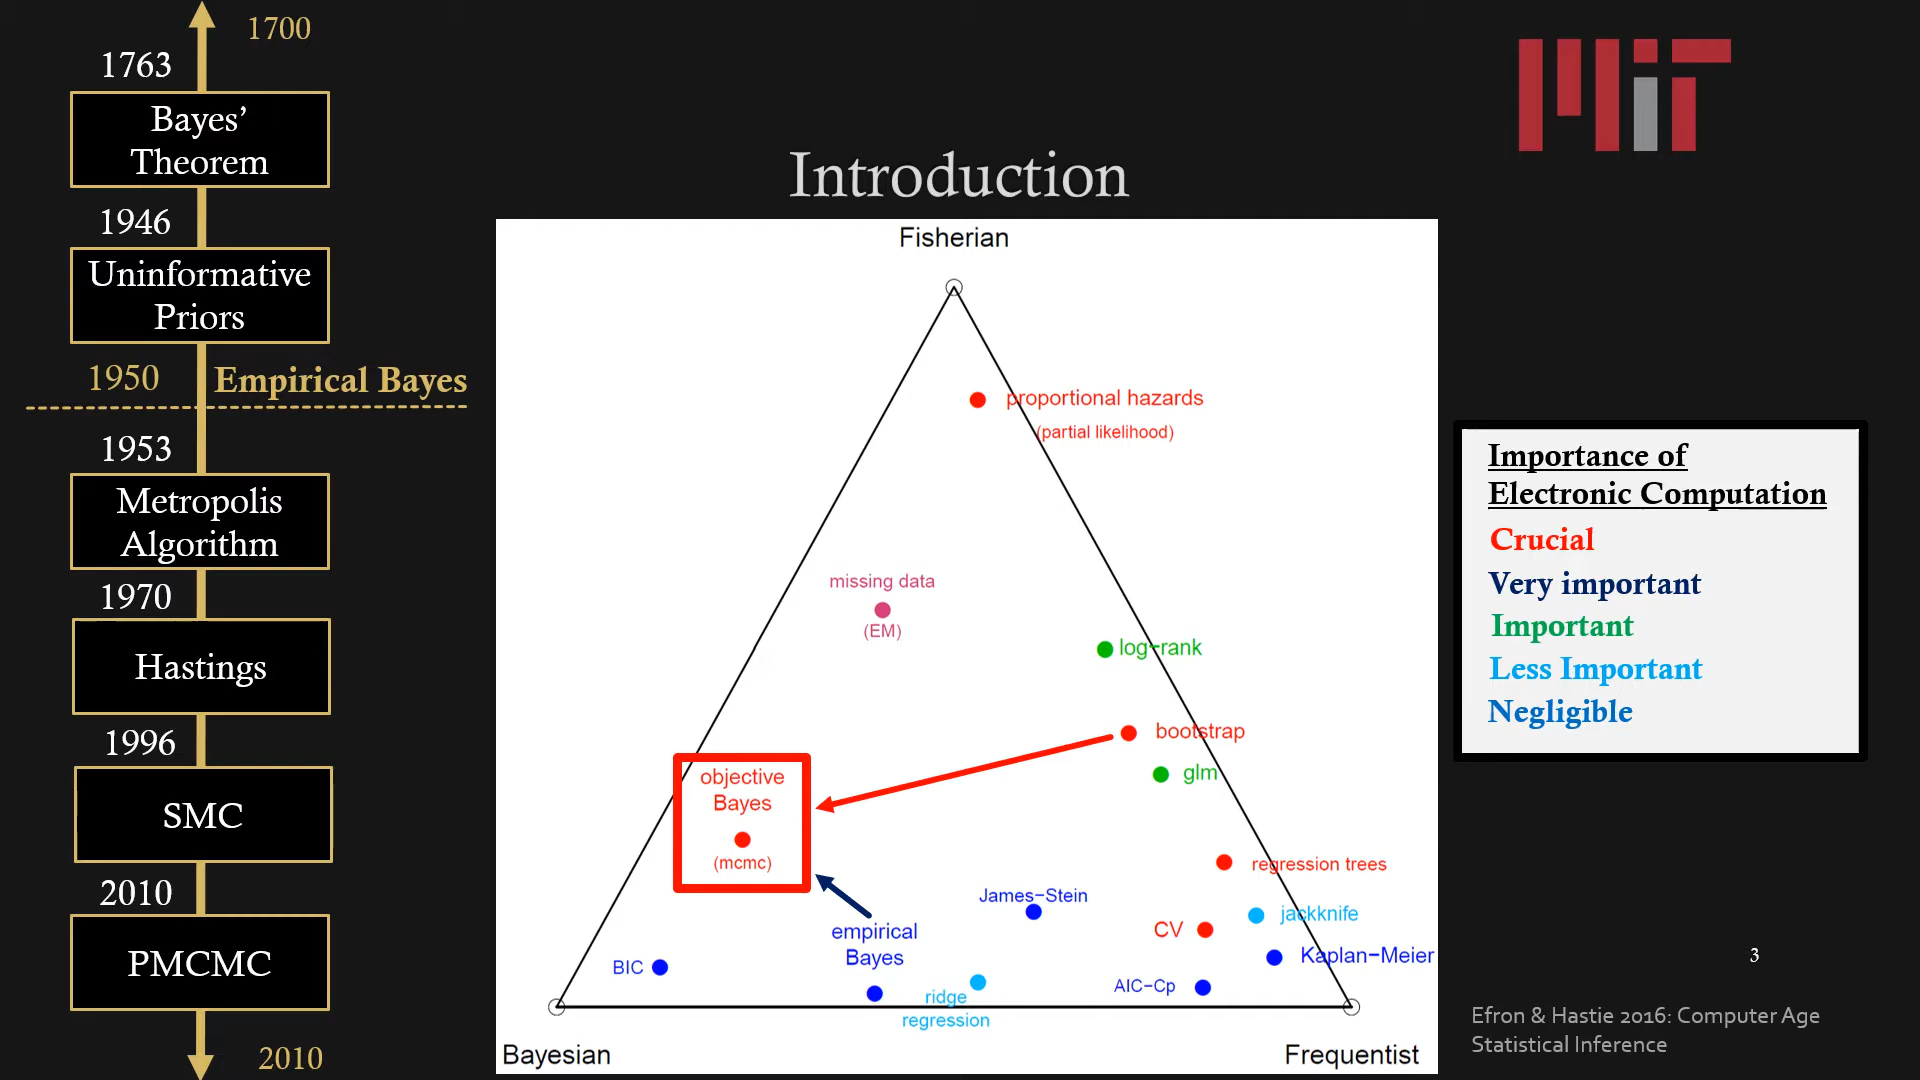 1700
1763
Bayes’
Theorem
1946
Uninformative
Priors
1950
Empirical Bayes
1953
Metropolis
Algorithm
1970
Hastings
1996
SMC
2010
PMCMC
2010
MIT
Introduction
Fisherian
proportional hazards
(partial likelihood)
missing data
(EM)
log-rank
bootstrap
glm
objective
Bayes
(mcmc)
regression trees
James-Stein
jackknife
CV
empirical
Bayes
Kaplan-Meier
BIC
AIC-Cp
ridge
regression
Bayesian
Frequentist
Importance of
Electronic Computation
Crucial
Very important
Important
Less Important
Negligible
3
Efron & Hastie 2016: Computer Age
Statistical Inference